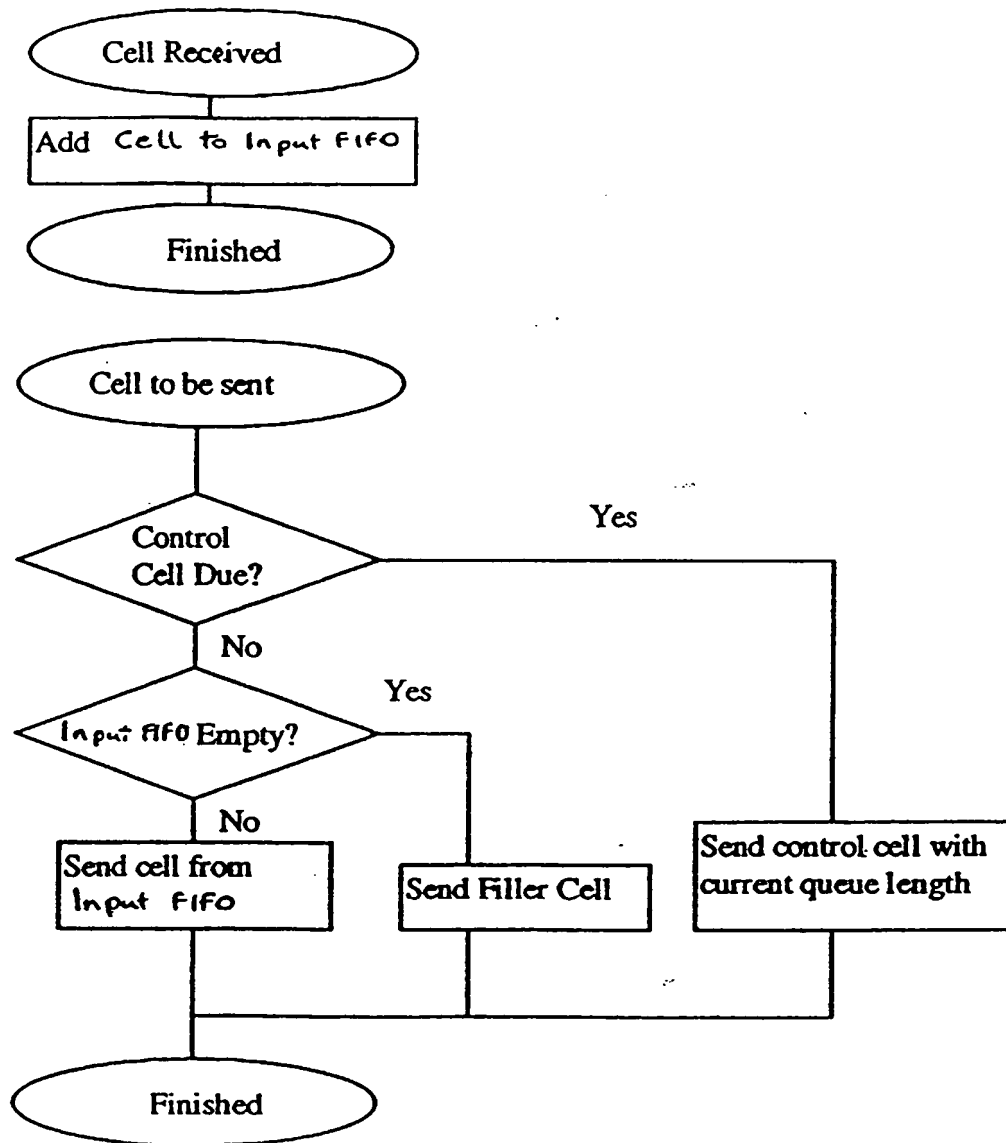 Cell Received
Add Cell to Input FIFO
Finished
Cell to be sent
Control
Cell Due?
Yes
No
Input FIFO Empty?
Yes
No
Send cell from
Input FIFO
Send Filler Cell
Send control cell with
current queue length
Finished